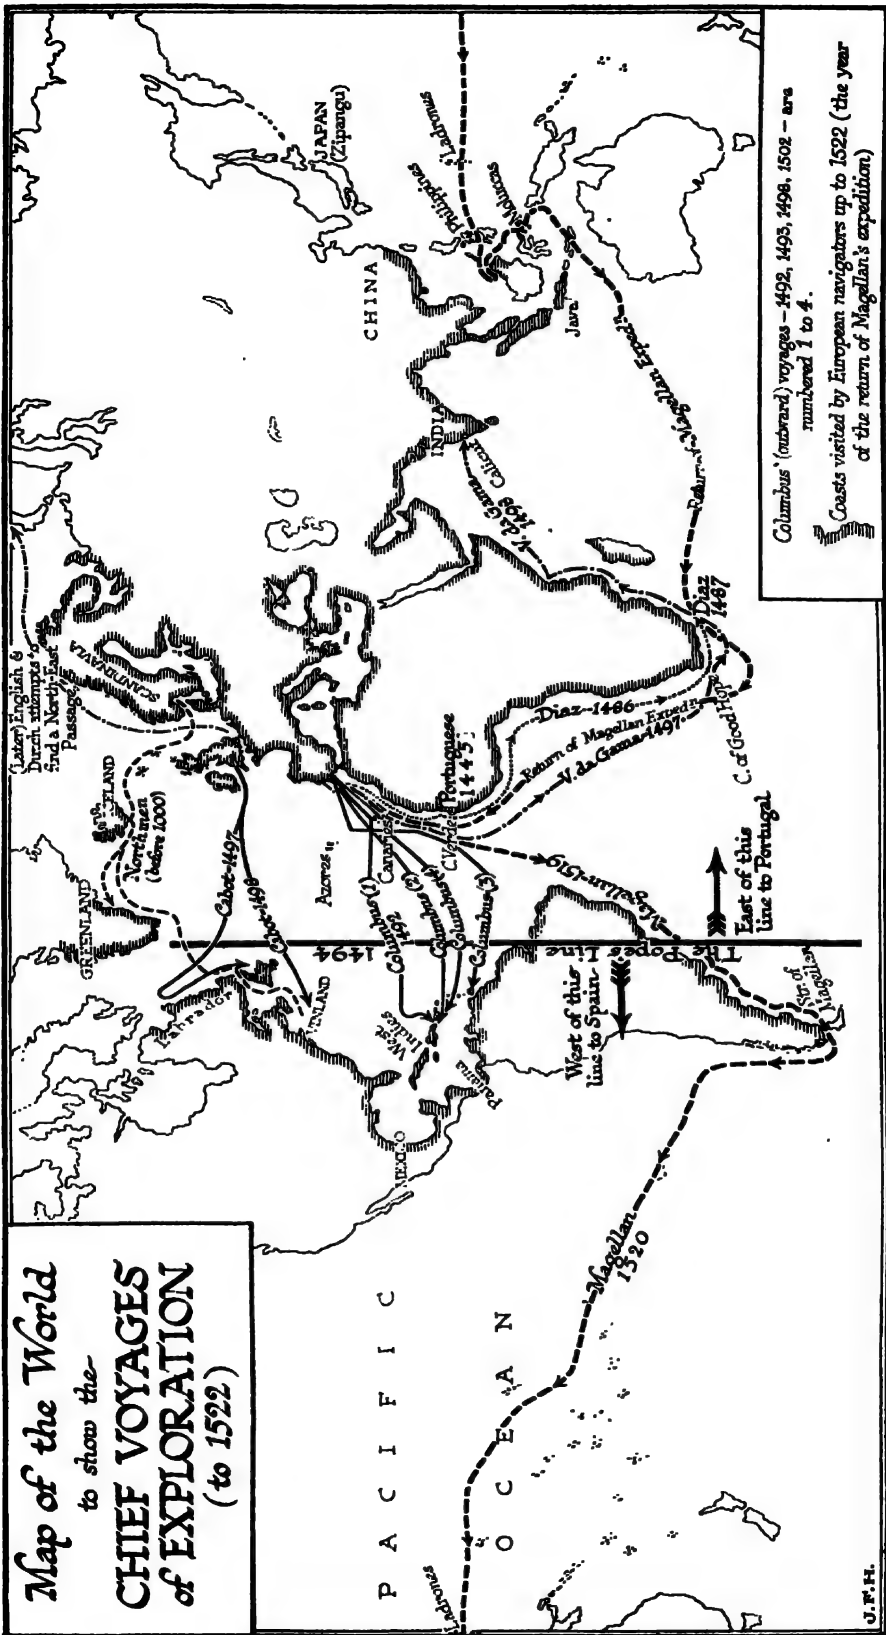 Map of the World
to show the
CHIEF VOYAGES
of EXPLORATION
(to 1522)
PACIFIC
OCEAN
Ladrones
Magellan
1520
J.F.H.
MEXICO
Panama
West
Indies
Labrador
VINLAND
GREENLAND
Northmen
(before 1000)
Cabot-1497
Cabot-1498
Columbus (1)
1492
Columbus (2)
Columbus (4)
Columbus (3)
Azores
Canaries
C. Verde
Portuguese
1445
1494
The Popes Line
West of this
line to Spain
East of this
line to Portugal
Str. of
Magellan
Magellan-1519
(Later) English &
Dutch attempts to
find a North-East
Passage
SCANDINAVIA
Diaz-1486
Return of Magellan Expedn.
V. da Gama-1497
C. of Good Hope
Diaz
1487
V. da Gama
1498
Calicut
INDIA
CHINA
JAPAN
(Zipangu)
Philippines
Ladrones
Moluccas
Java
Return of Magellan Expedn.
Columbus' (outward) voyages – 1492, 1493, 1498, 1502 – are
numbered 1 to 4.
Coasts visited by European navigators up to 1522 (the year
of the return of Magellan's expedition)